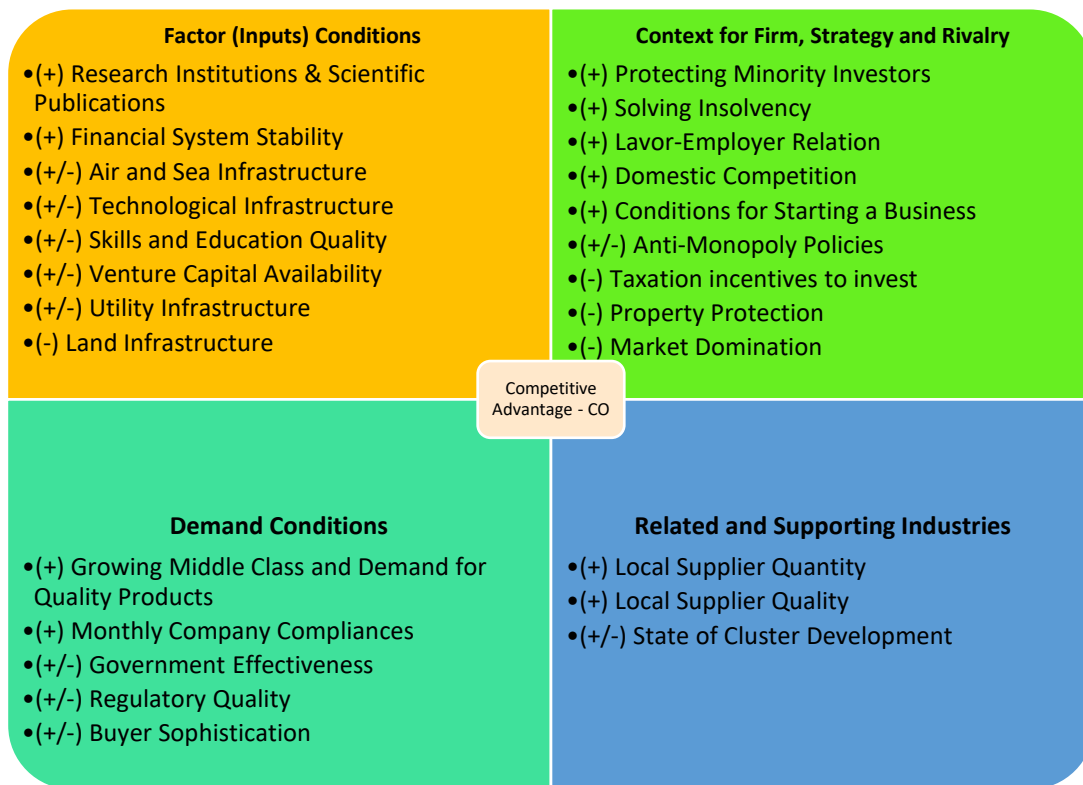 Factor (Inputs) Conditions
•(+) Research Institutions & Scientific
Publications
•(+) Financial System Stability
•(+/-) Air and Sea Infrastructure
•(+/-) Technological Infrastructure
•(+/-) Skills and Education Quality
•(+/-) Venture Capital Availability
•(+/-) Utility Infrastructure
•(-) Land Infrastructure
Context for Firm, Strategy and Rivalry
•(+) Protecting Minority Investors
•(+) Solving Insolvency
•(+) Lavor-Employer Relation
•(+) Domestic Competition
•(+) Conditions for Starting a Business
•(+/-) Anti-Monopoly Policies
•(-) Taxation incentives to invest
•(-) Property Protection
•(-) Market Domination
Competitive
Advantage - CO
Demand Conditions
•(+) Growing Middle Class and Demand for
Quality Products
•(+) Monthly Company Compliances
•(+/-) Government Effectiveness
•(+/-) Regulatory Quality
•(+/-) Buyer Sophistication
Related and Supporting Industries
•(+) Local Supplier Quantity
•(+) Local Supplier Quality
•(+/-) State of Cluster Development